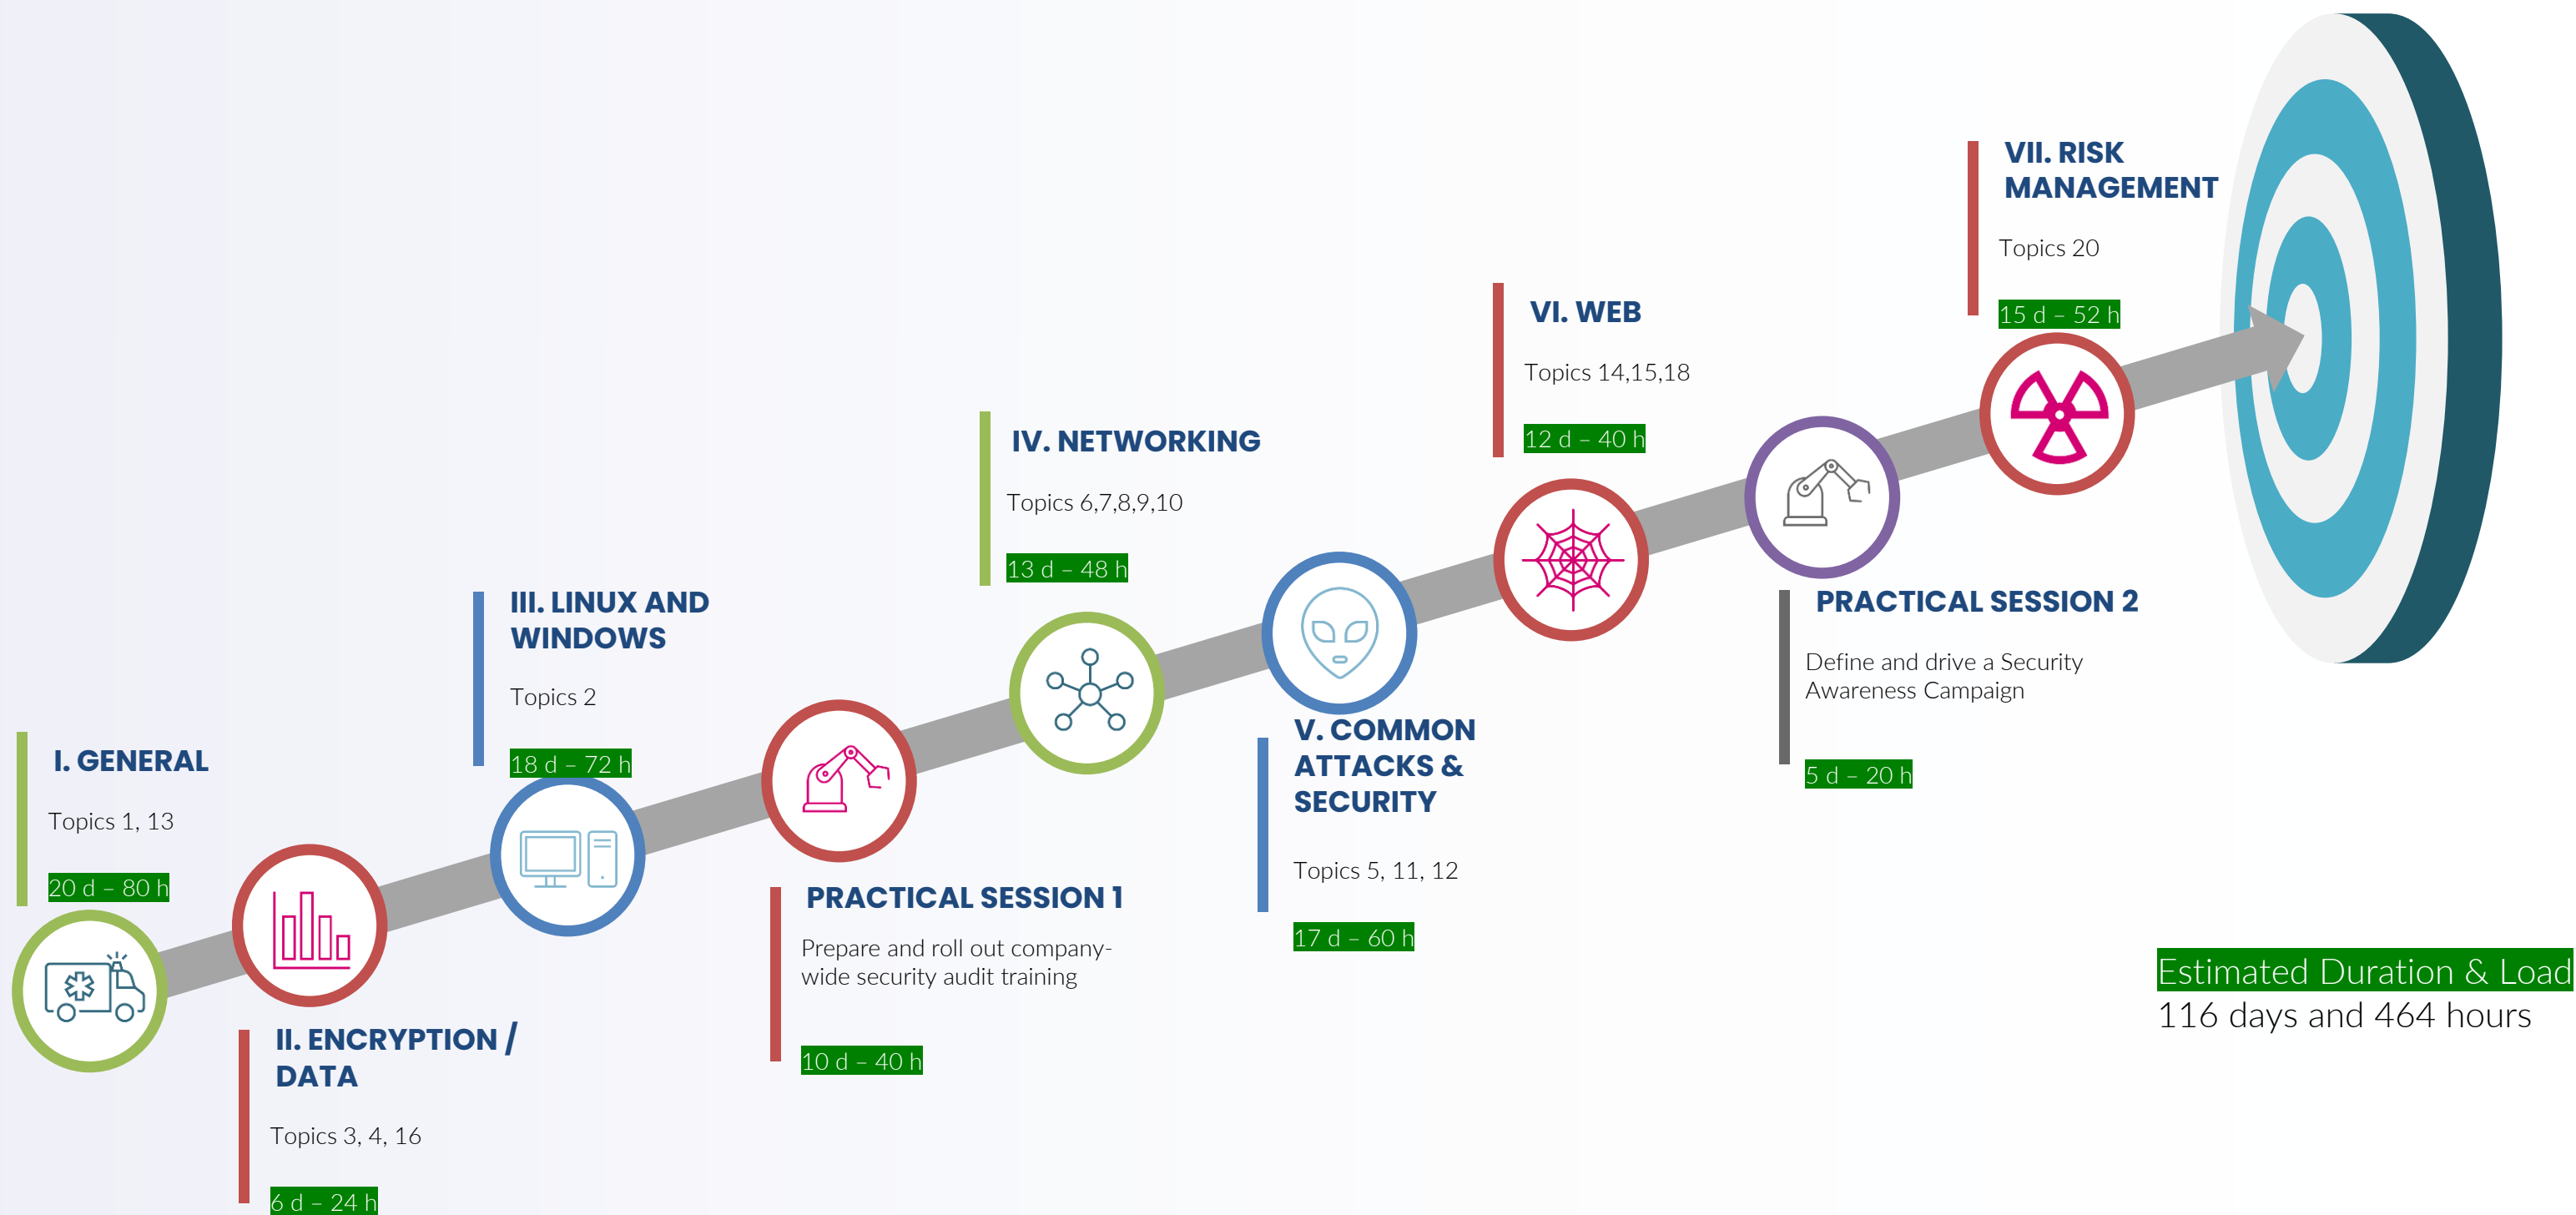 I. GENERAL
Topics 1, 13
20 d – 80 h
II. ENCRYPTION /
DATA
Topics 3, 4, 16
6 d – 24 h
III. LINUX AND
WINDOWS
Topics 2
18 d – 72 h
PRACTICAL SESSION 1
Prepare and roll out company-
wide security audit training
10 d – 40 h
IV. NETWORKING
Topics 6,7,8,9,10
13 d – 48 h
V. COMMON
ATTACKS &
SECURITY
Topics 5, 11, 12
17 d – 60 h
VI. WEB
Topics 14,15,18
12 d – 40 h
PRACTICAL SESSION 2
Define and drive a Security
Awareness Campaign
5 d – 20 h
VII. RISK
MANAGEMENT
Topics 20
15 d – 52 h
Estimated Duration & Load
116 days and 464 hours